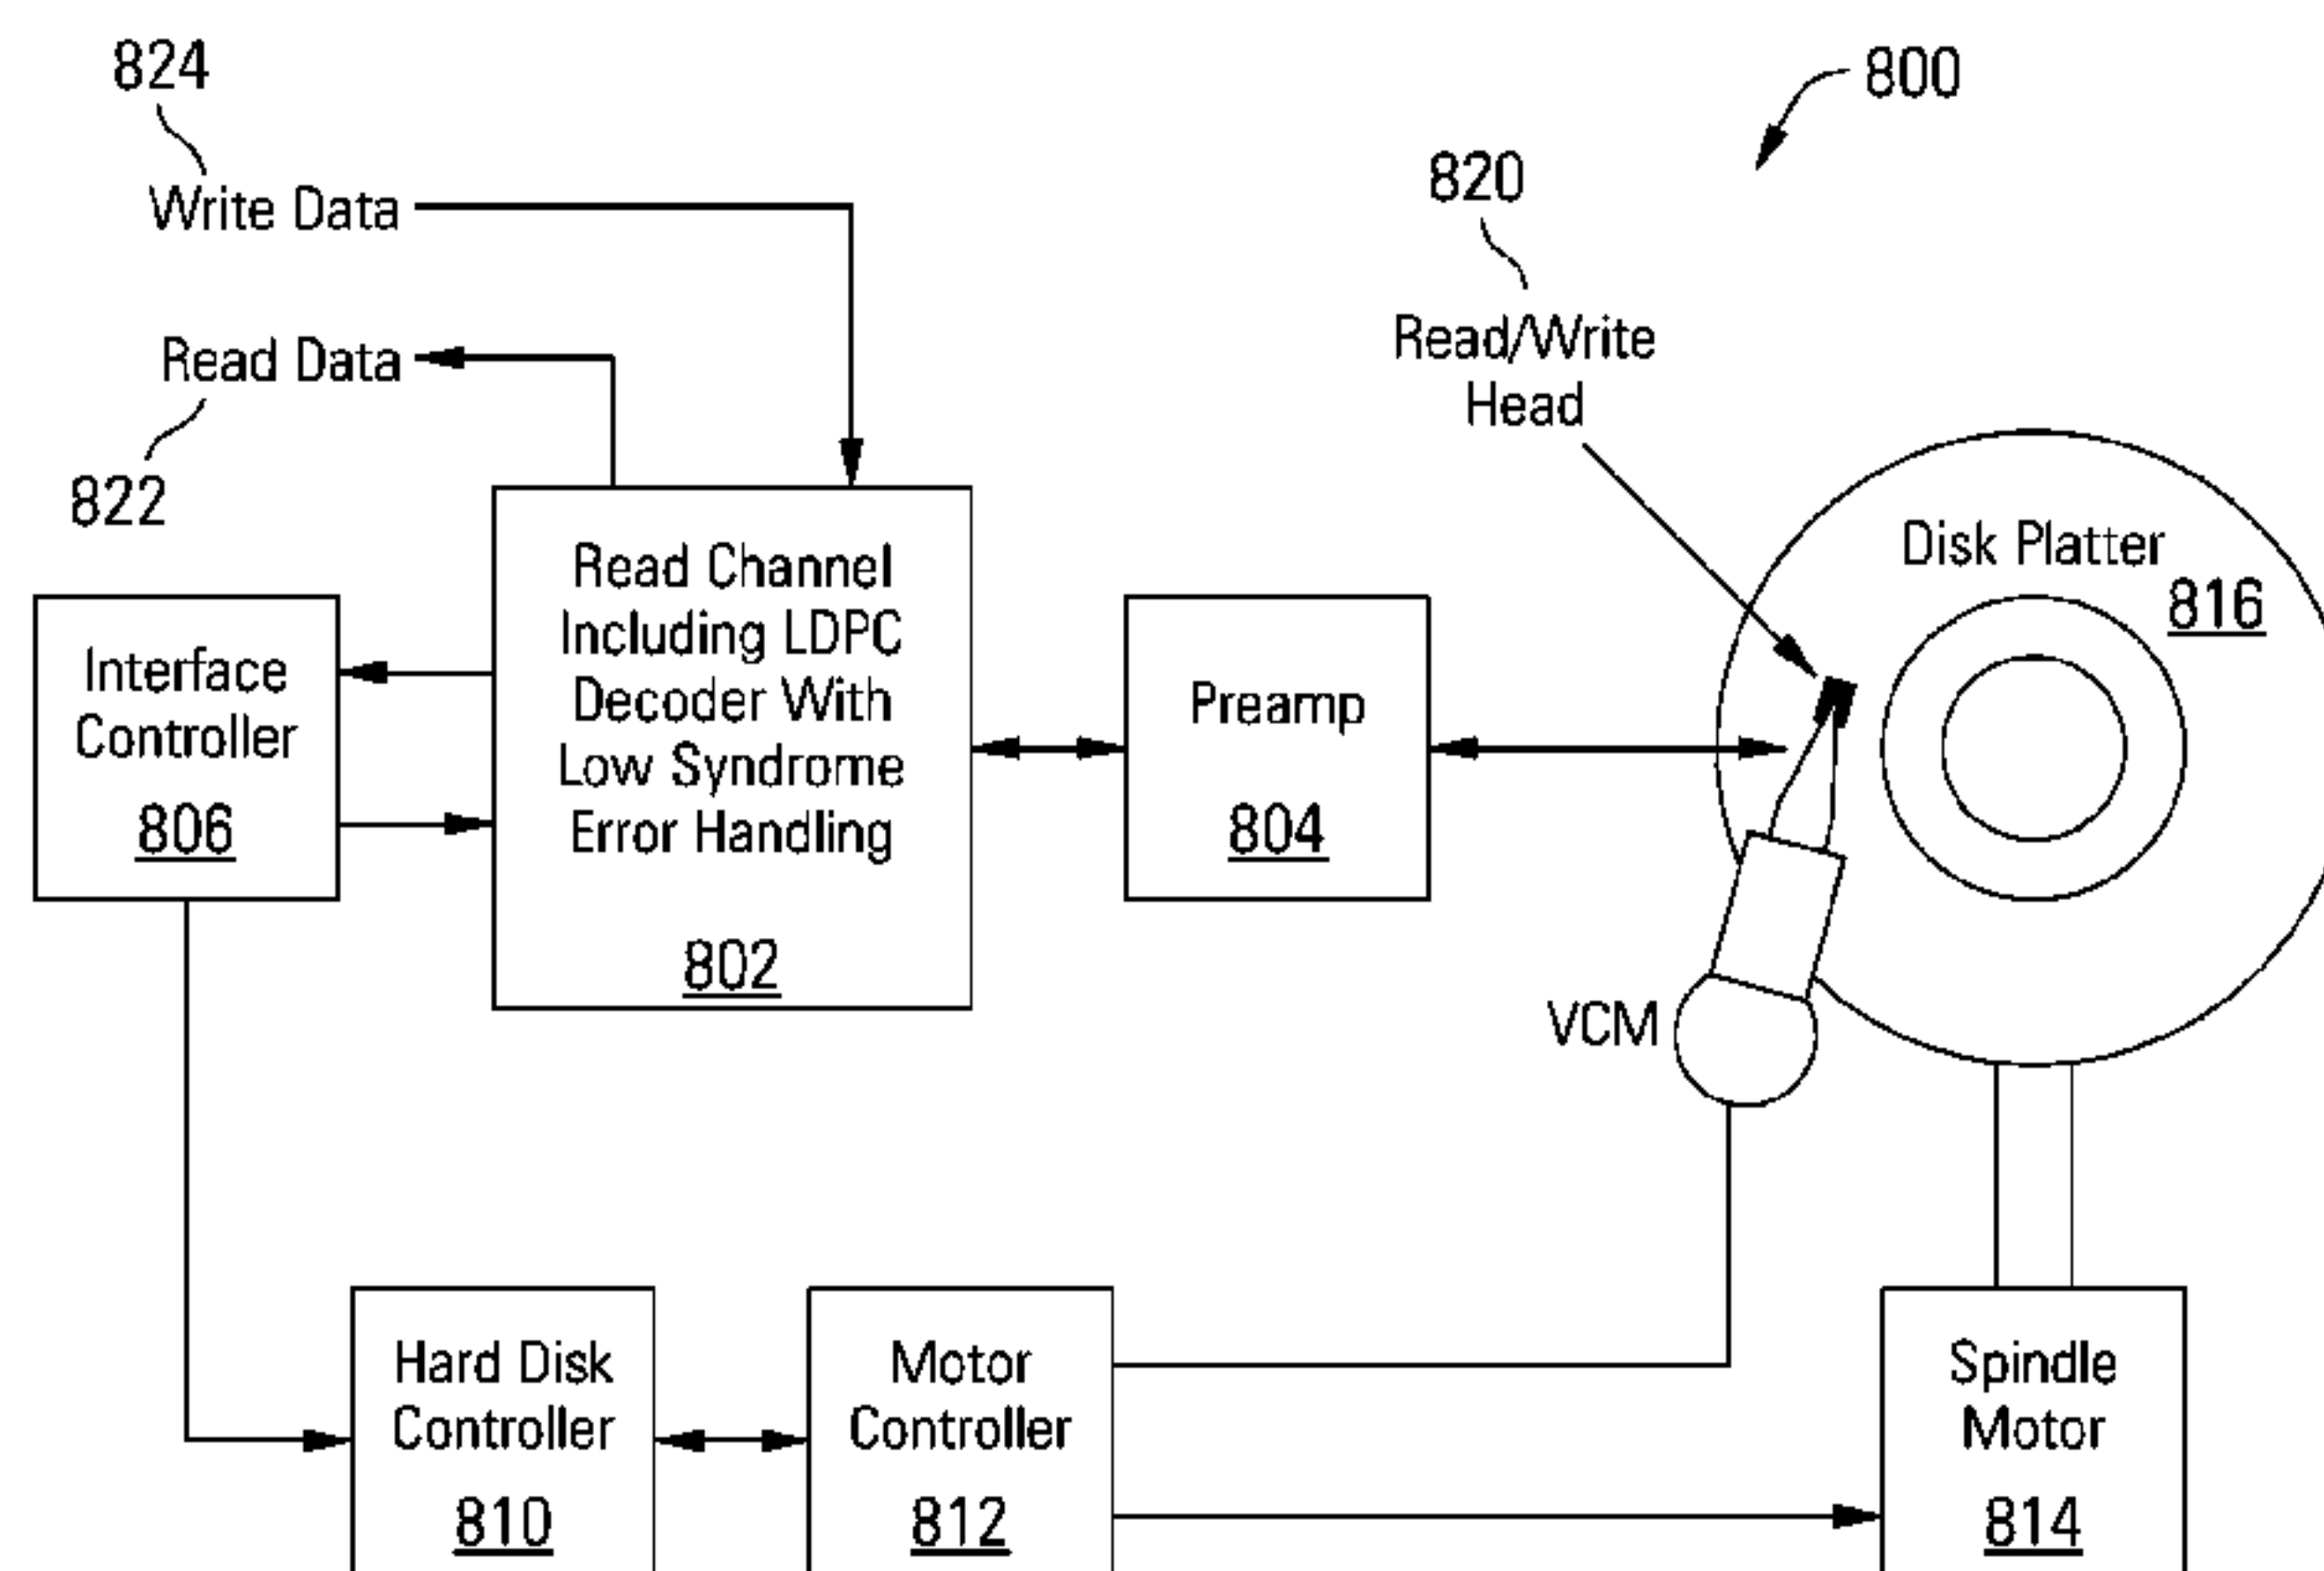 824
Write Data
Read Data
822
800
820
Read/Write
Head
Disk Platter
816
Interface
Controller
806
Read Channel
Including LDPC
Decoder With
Low Syndrome
Error Handling
802
Preamp
804
VCM
Hard Disk
Controller
810
Motor
Controller
812
Spindle
Motor
814